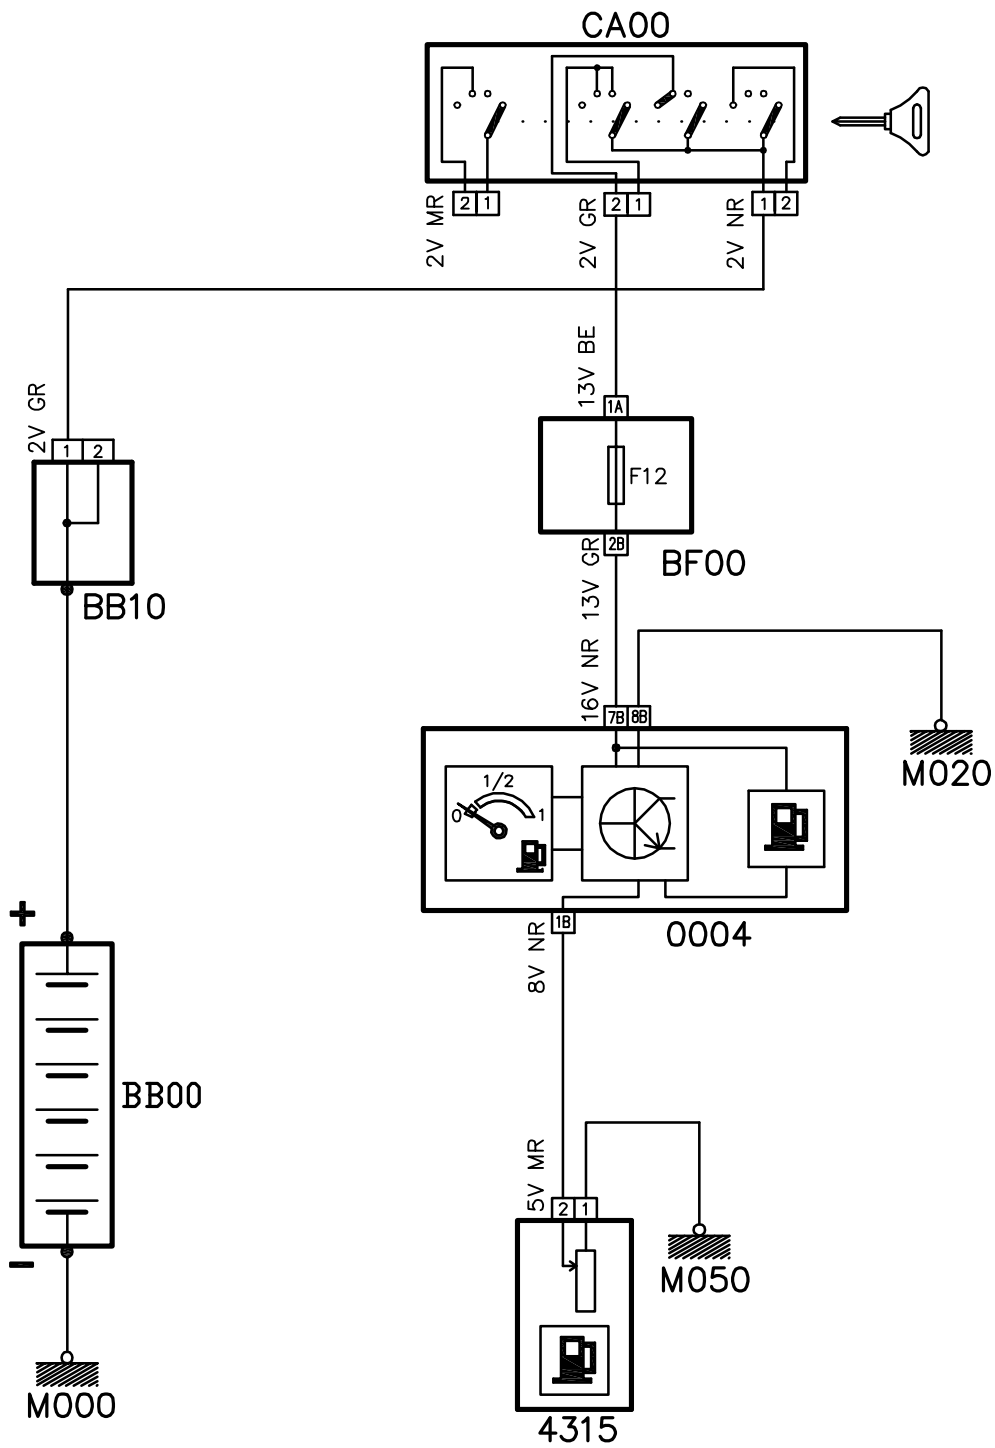 CA00
2 1
2 1
1 2
2V MR
2V GR
2V NR
13V BE
2V GR
1A
1 2
F12
2B
BF00
13V GR
BB10
16V NR
7B 8B
M020
1/2
0
1
1B
0004
+
8V NR
BB00
5V MR
2 1
-
M050
M000
4315